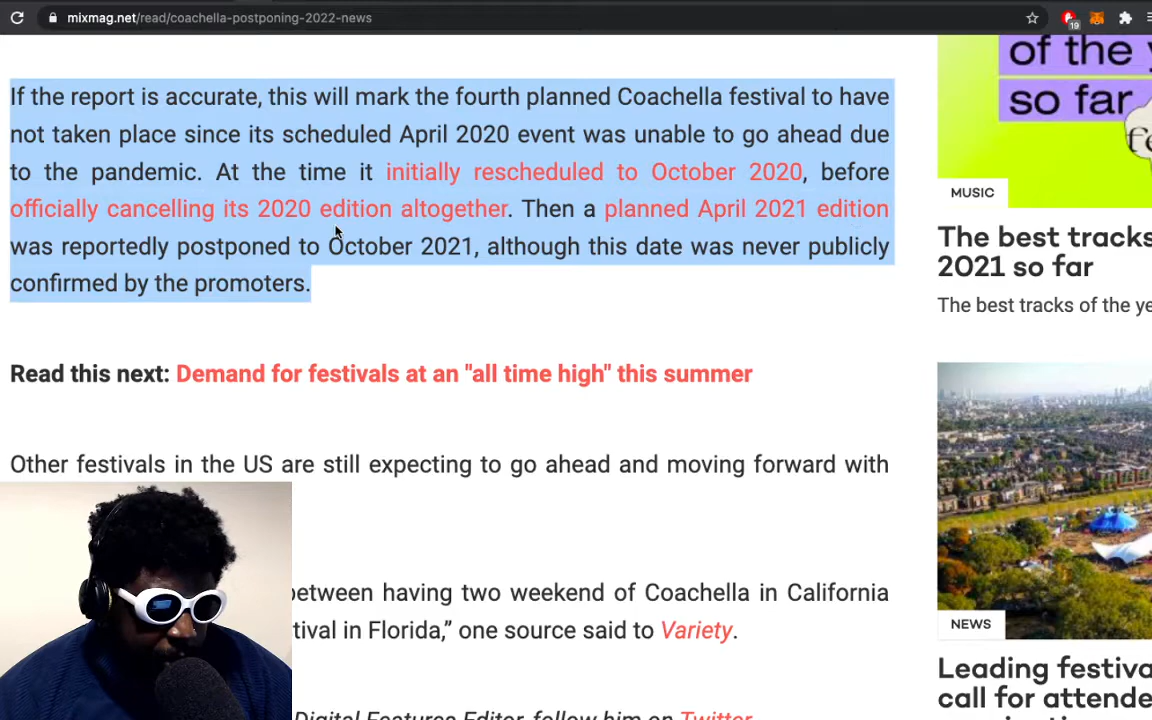 mixmag.net/read/coachella-postponing-2022-news
19
If the report is accurate, this will mark the fourth planned Coachella festival to have
not taken place since its scheduled April 2020 event was unable to go ahead due
to the pandemic. At the time it initially rescheduled to October 2020, before
officially cancelling its 2020 edition altogether. Then a planned April 2021 edition
was reportedly postponed to October 2021, although this date was never publicly
confirmed by the promoters.
Read this next: Demand for festivals at an "all time high" this summer
Other festivals in the US are still expecting to go ahead and moving forward with
between having two weekend of Coachella in California
tival in Florida,” one source said to Variety.
Digital Features Editor, follow him on Twitter
of the y
so far
MUSIC
The best tracks
2021 so far
The best tracks of the ye
NEWS
Leading festiva
call for attende